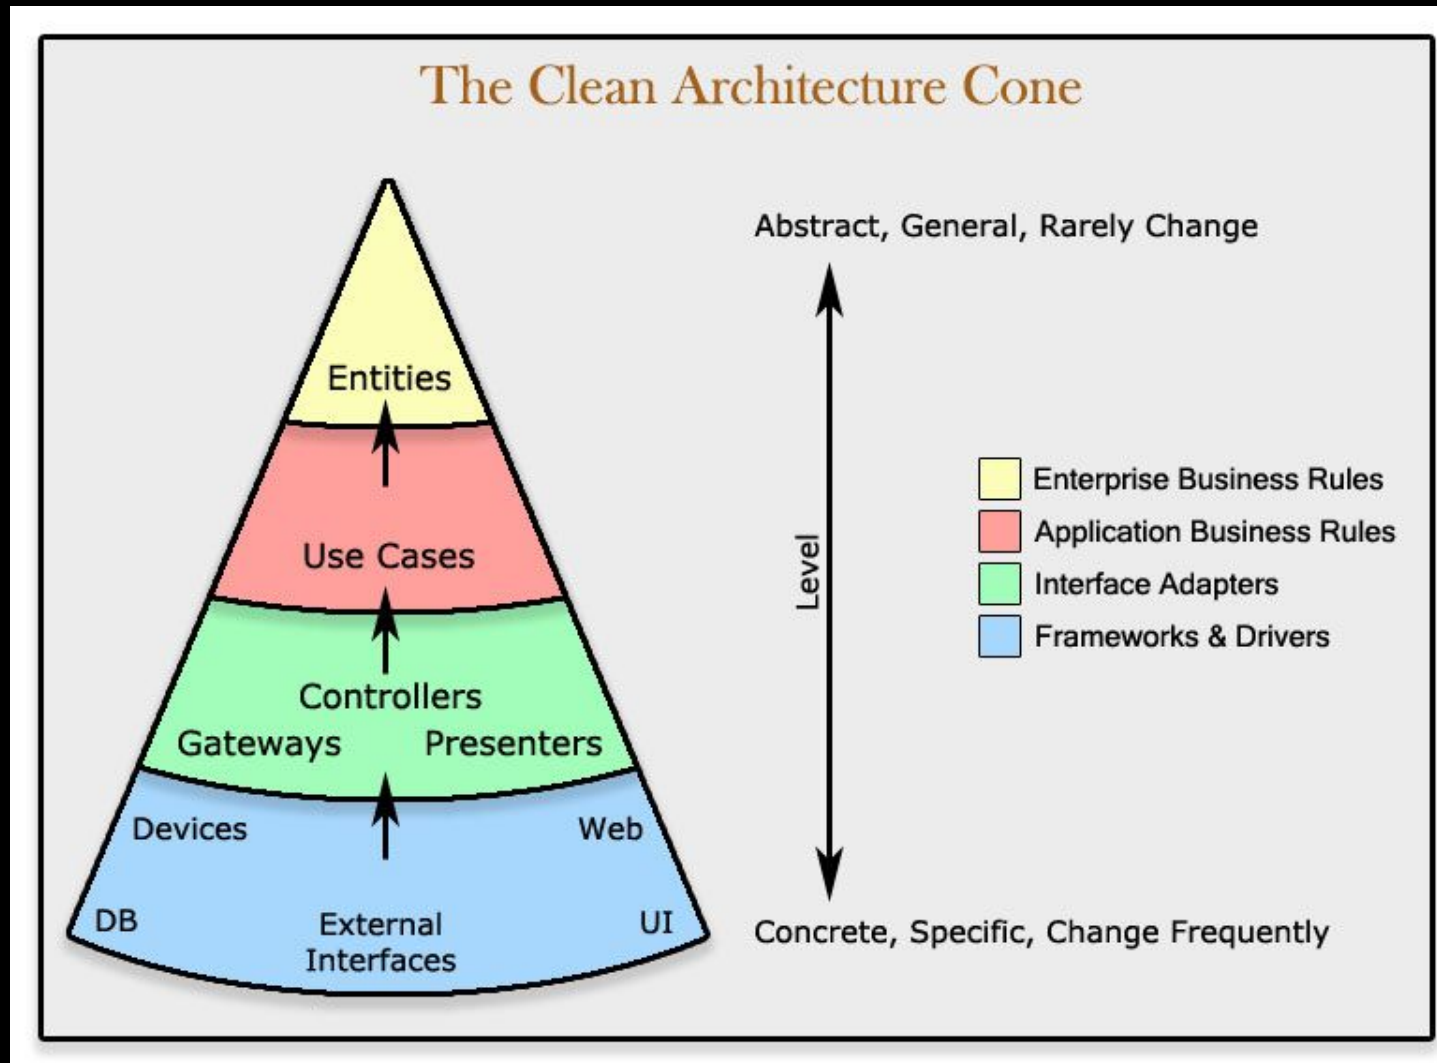 The Clean Architecture Cone
Abstract, General, Rarely Change
Entities
Enterprise Business Rules
Application Business Rules
Level
Use Cases
Interface Adapters
Frameworks & Drivers
Controllers
Gateways Presenters
Devices Web
DB External UI
Interfaces
Concrete, Specific, Change Frequently